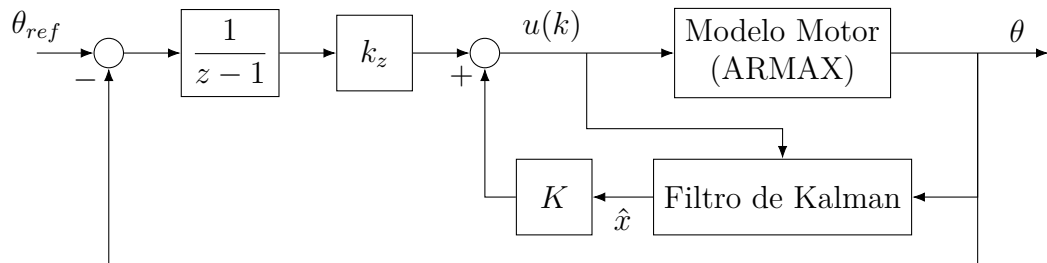 θ_ref
−
1
z − 1
k_z
+
u(k)
Modelo Motor
(ARMAX)
θ
K
x̂
Filtro de Kalman